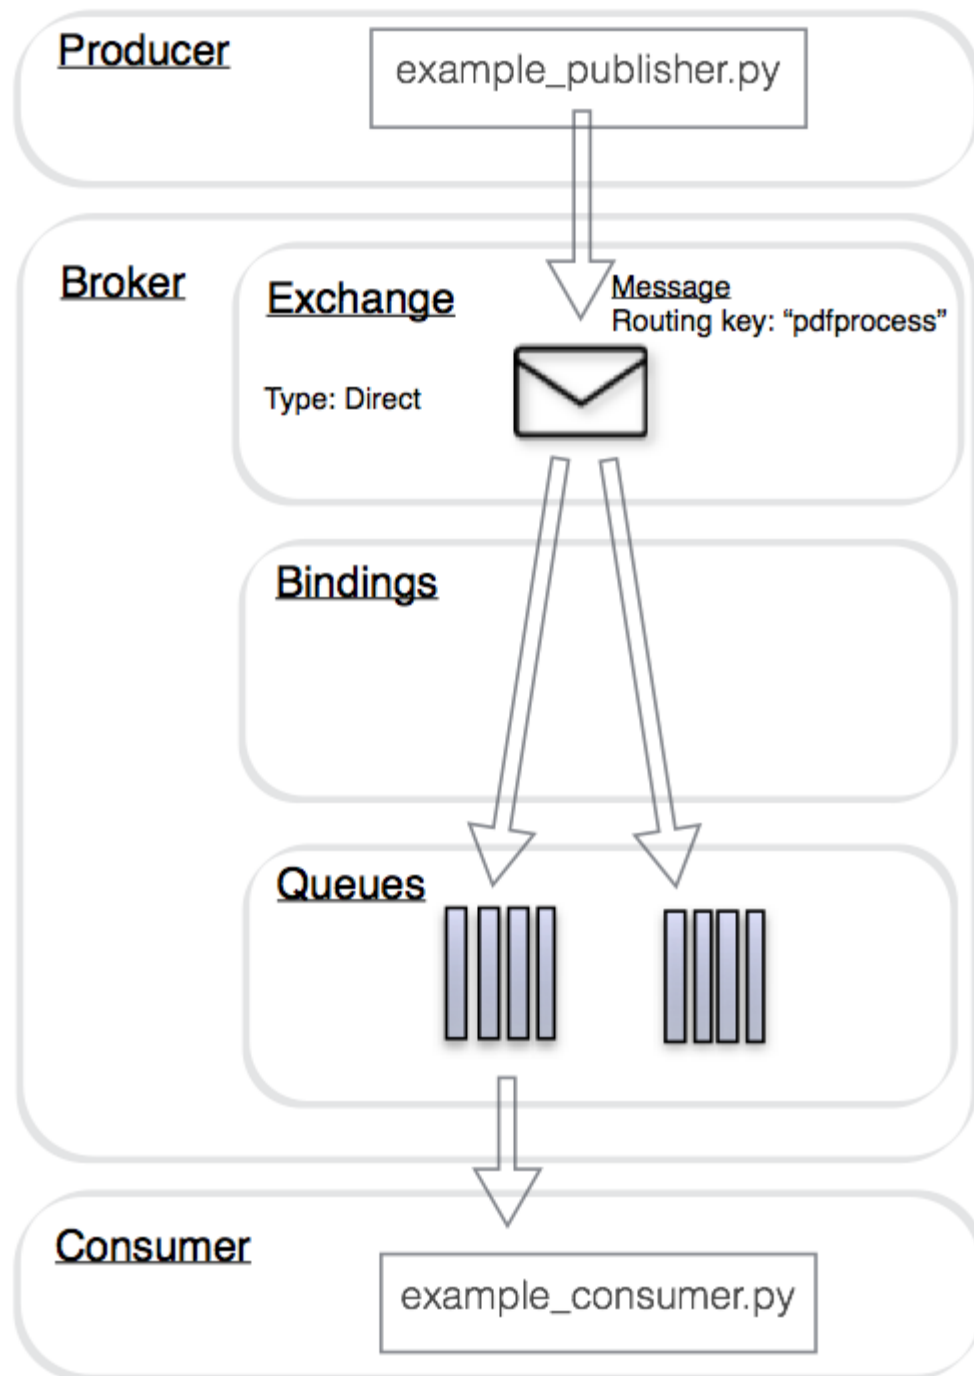 Producer
example_publisher.py
Broker
Exchange
Message
Routing key: “pdfprocess”
Type: Direct
Bindings
Queues
Consumer
example_consumer.py